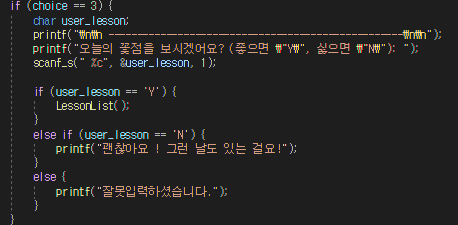 if (choice == 3) {
char user_lesson;
printf("₩n₩n ------------------------------------------₩n₩n");
printf("오늘의 꽃점을 보시겠어요? (좋으면 ₩"Y₩", 싫으면 ₩"N₩"): ");
scanf_s(" %c", &user_lesson, 1);
if (user_lesson == 'Y') {
LessonList();
}
else if (user_lesson == 'N') {
printf("괜찮아요 ! 그런 날도 있는 걸요!");
}
else {
printf("잘못입력하셨습니다.");
}
}